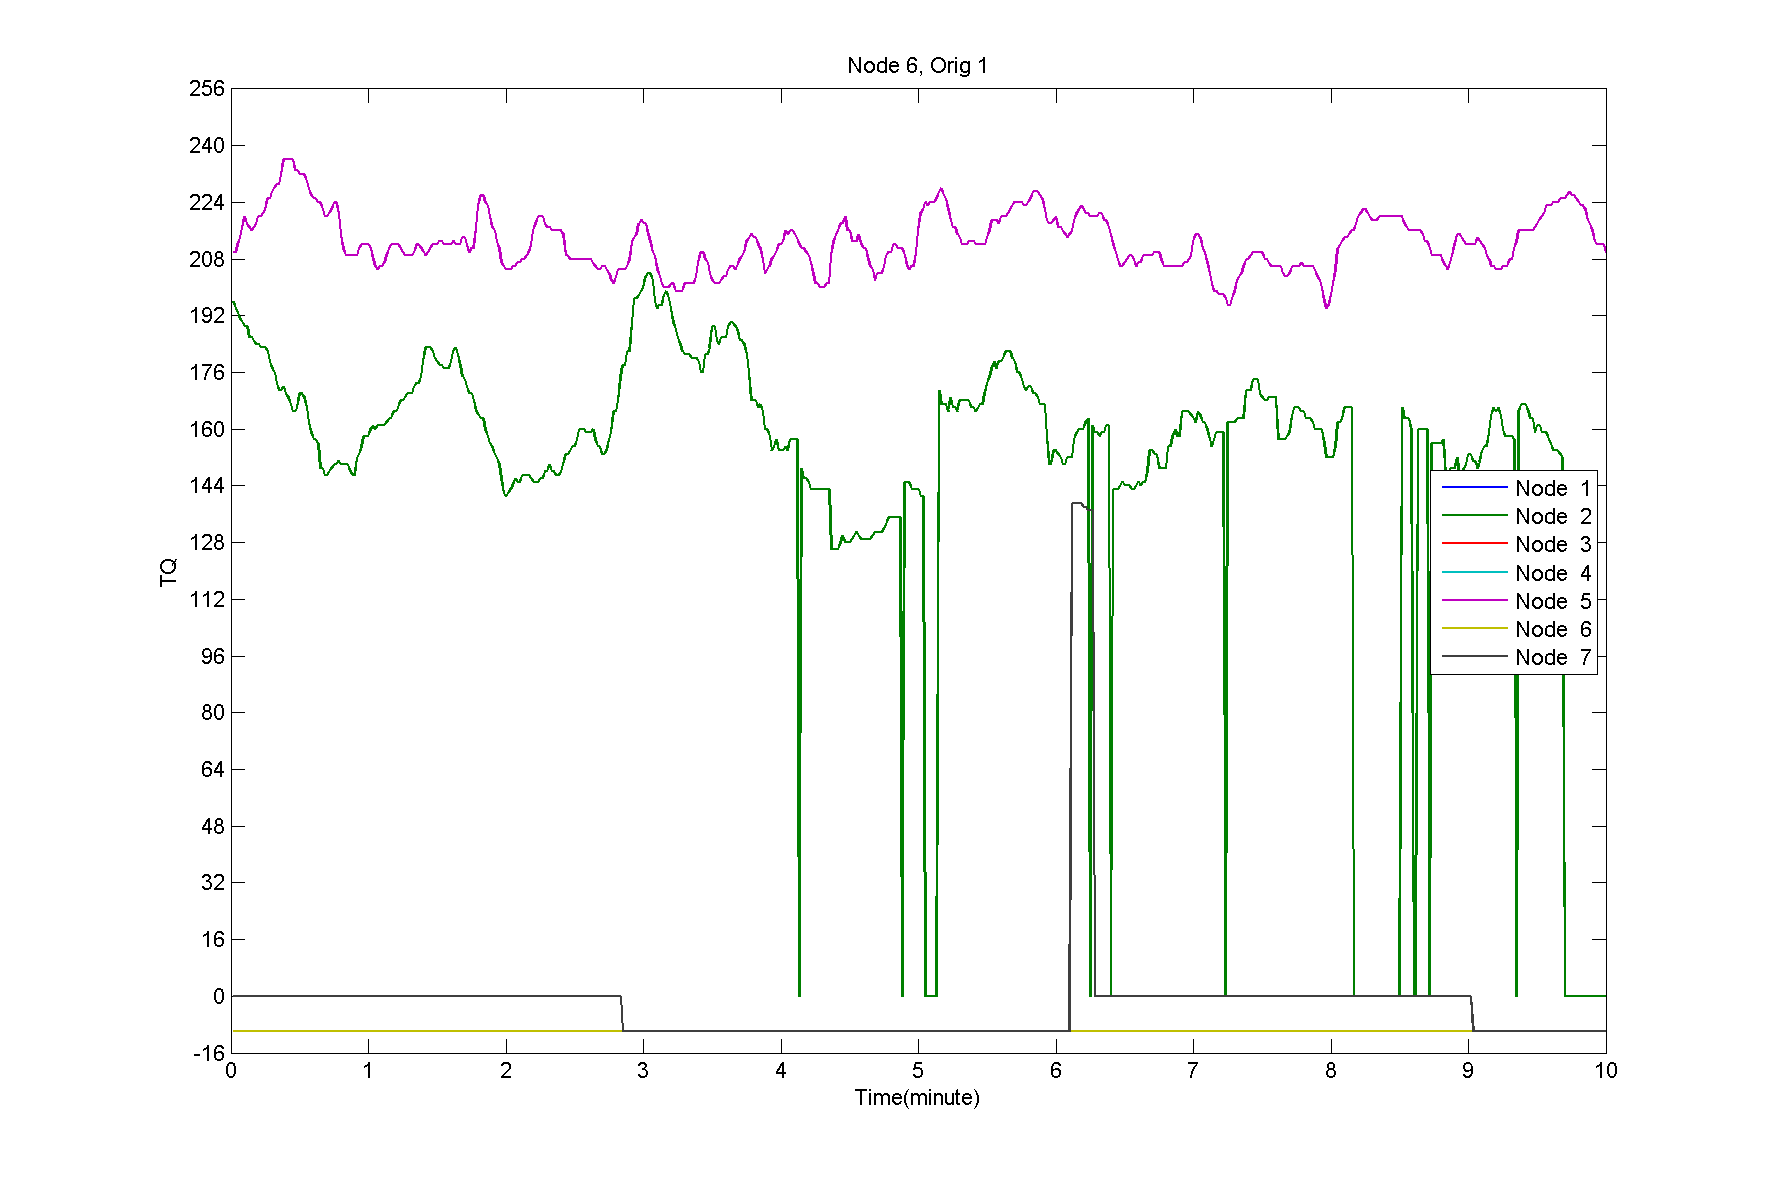 Node 6, Orig 1
256
240
224
208
192
176
160
144
128
112
96
80
64
48
32
16
0
-16
TQ
Node 1
Node 2
Node 3
Node 4
Node 5
Node 6
Node 7
0 1 2 3 4 5 6 7 8 9 10
Time(minute)